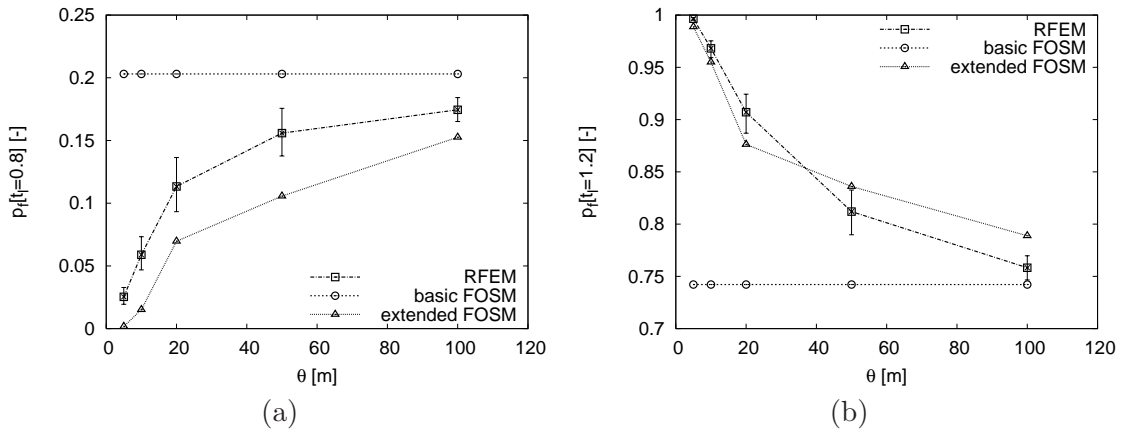 0.25
0.2
0.15
0.1
0.05
0
p_f[t_l=0.8] [-]
RFEM
basic FOSM
extended FOSM
RFEM
basic FOSM
extended FOSM
0 20 40 60 80 100 120
θ [m]
(a)
1
0.95
0.9
0.85
0.8
0.75
0.7
p_f[t_l=1.2] [-]
0 20 40 60 80 100 120
θ [m]
(b)